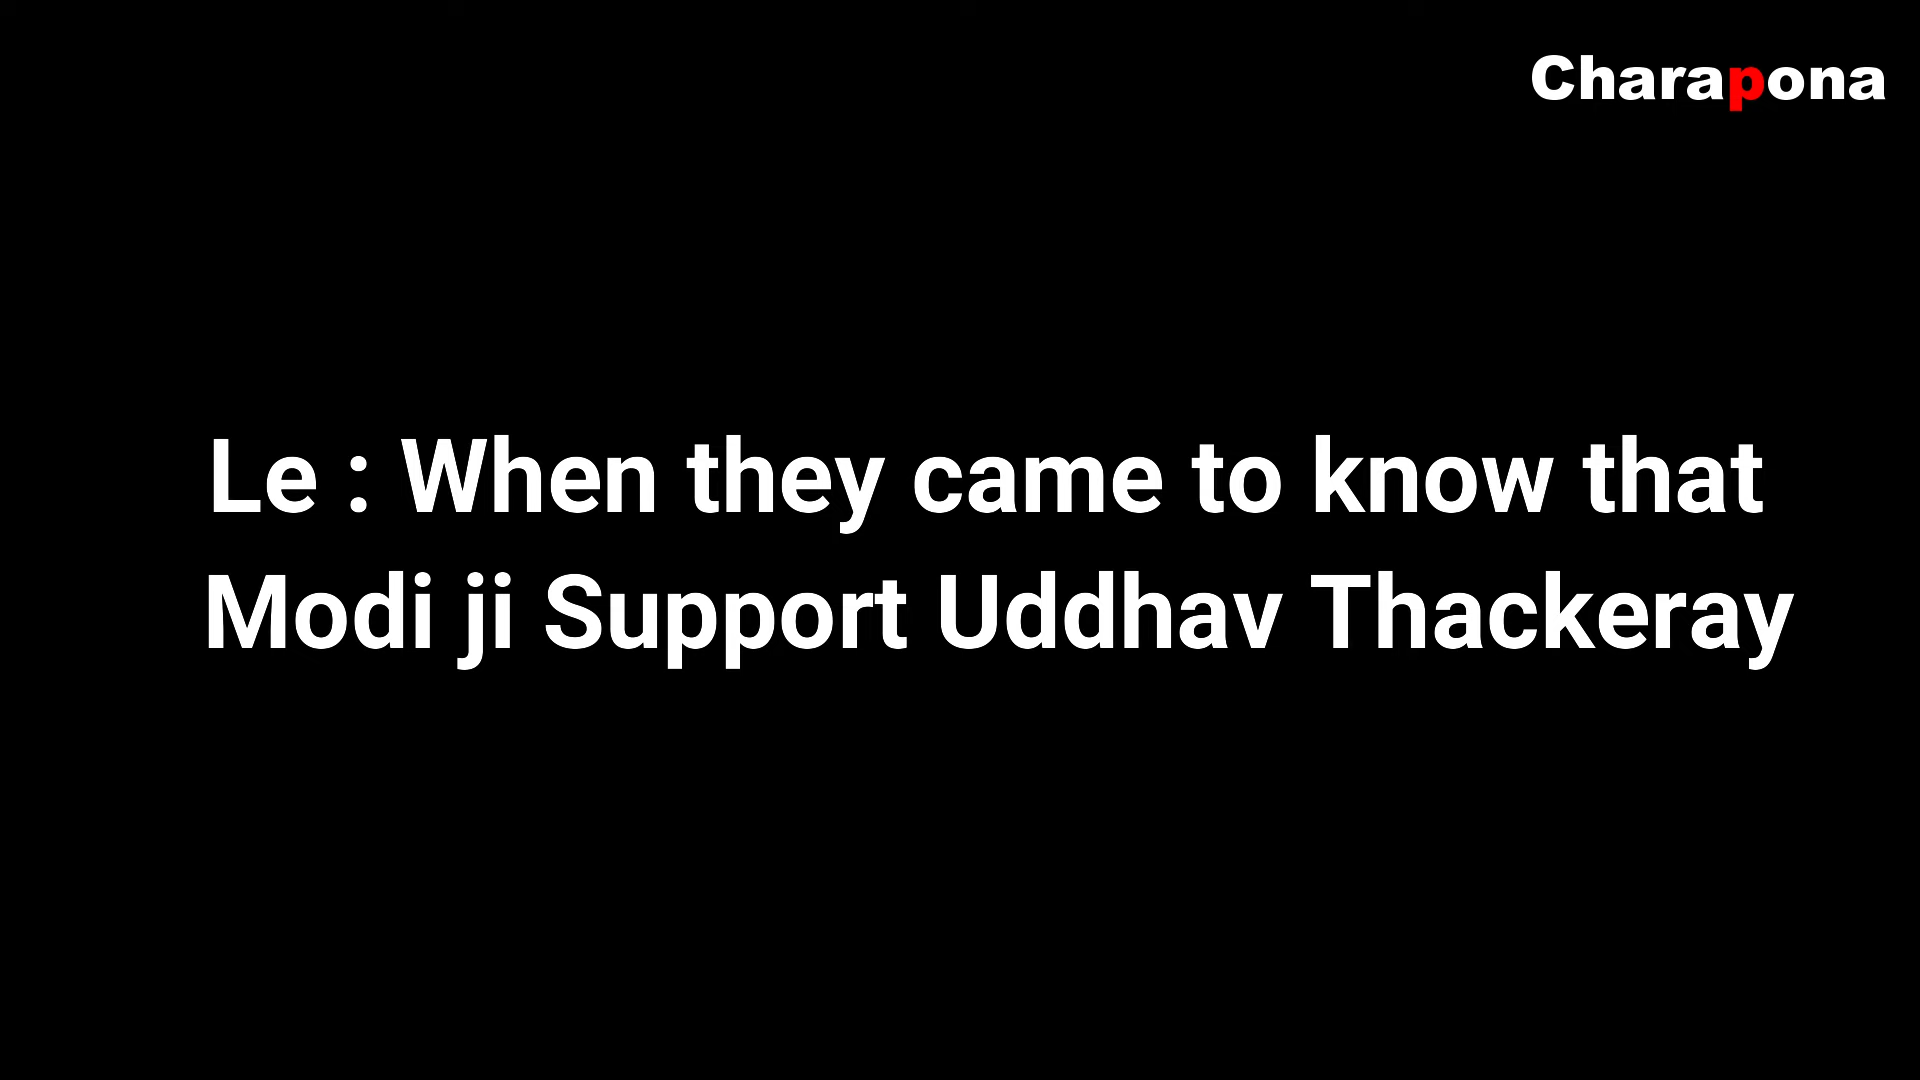 Charapona
Le : When they came to know that
Modi ji Support Uddhav Thackeray